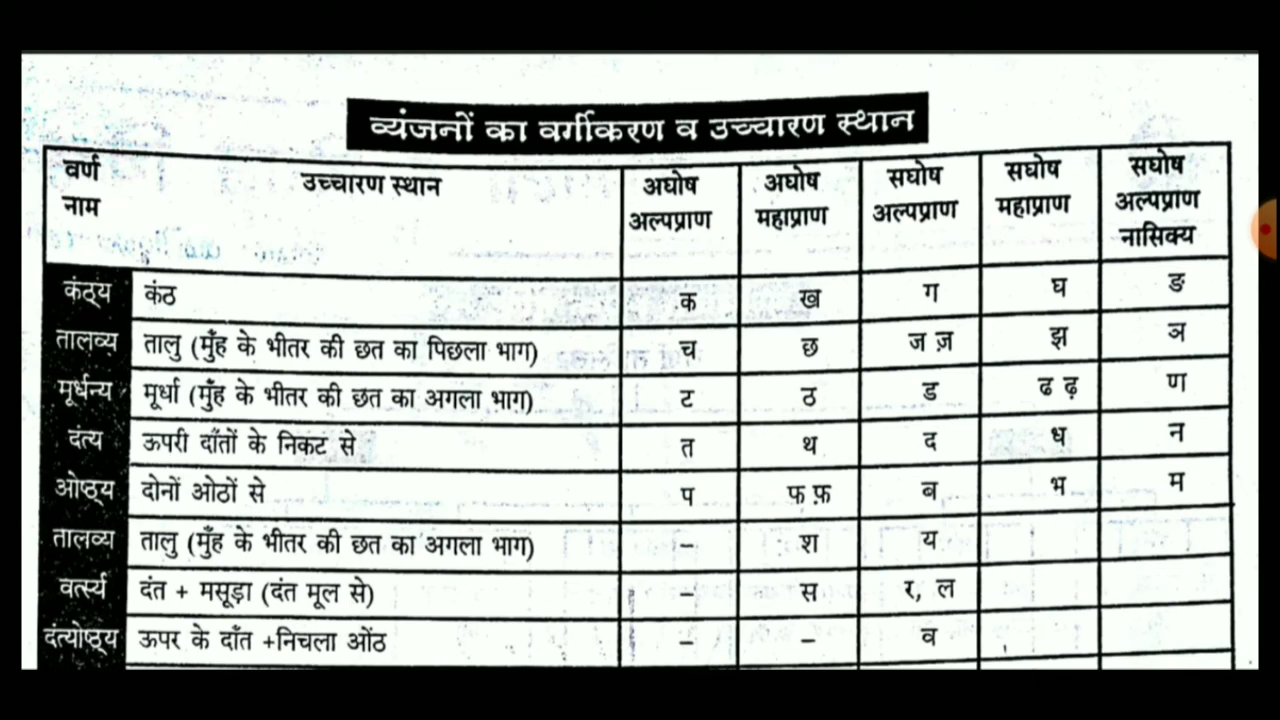 व्यंजनों का वर्गीकरण व उच्चारण स्थान
वर्ण नाम उच्चारण स्थान अघोष अल्पप्राण अघोष महाप्राण सघोष अल्पप्राण सघोष महाप्राण सघोष अल्पप्राण नासिक्य
कंठ्य कंठ क ख ग घ ङ
तालव्य तालु (मुँह के भीतर की छत का पिछला भाग) च छ ज ज़ झ ञ
मूर्धन्य मूर्धा (मुँह के भीतर की छत का अगला भाग) ट ठ ड ढ ढ़ ण
दंत्य ऊपरी दाँतों के निकट से त थ द ध न
ओष्ठ्य दोनों ओठों से प फ फ़ ब भ म
तालव्य तालु (मुँह के भीतर की छत का अगला भाग) – श य
वर्त्स्य दंत + मसूड़ा (दंत मूल से) – स र, ल
दंत्योष्ठ्य ऊपर के दाँत +निचला ओंठ – – व